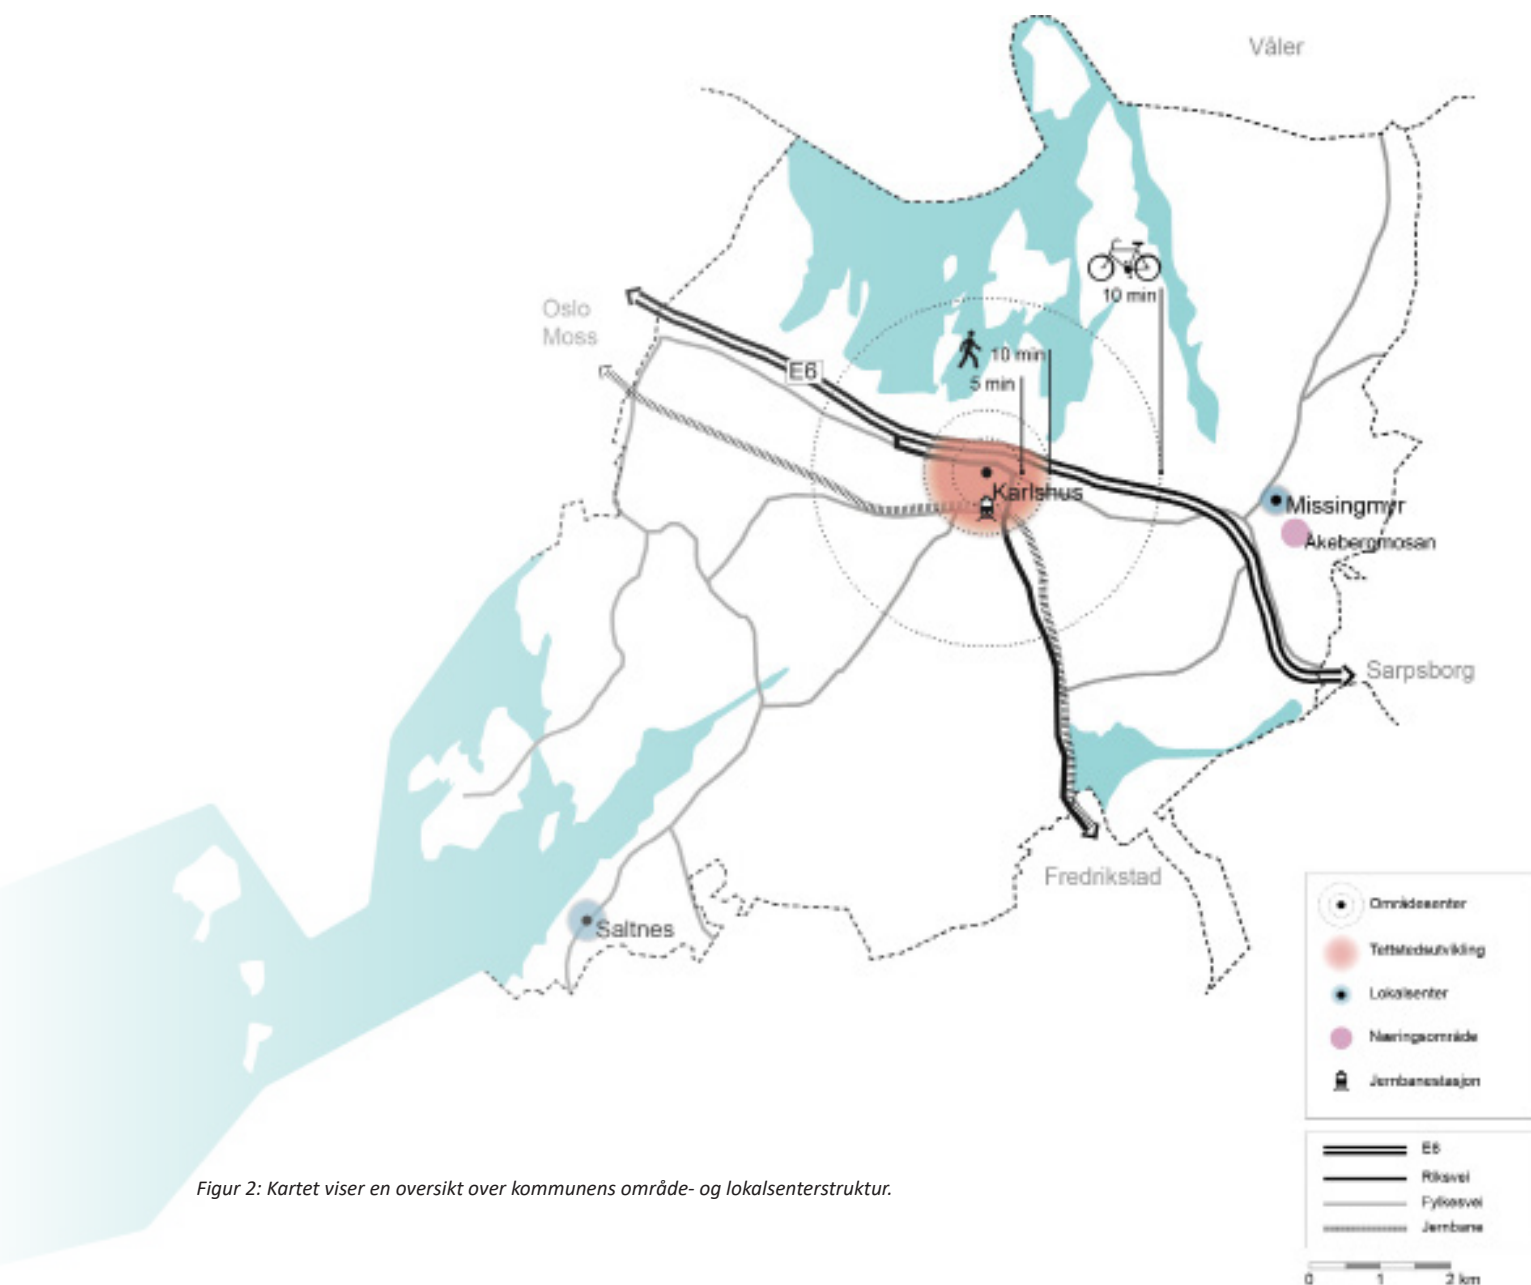 Våler
Oslo
Moss
E6
10 min
10 min
5 min
Karlshus
Missingmyr
Åkebergmosan
Sarpsborg
Fredrikstad
Saltnes
Områdesenter
Tettstedsutvikling
Lokalsenter
Næringsområde
Jernbanestasjon
E6
Riksvei
Fylkesvei
Jernbane
0 1 2 km
Figur 2: Kartet viser en oversikt over kommunens område- og lokalsenterstruktur.